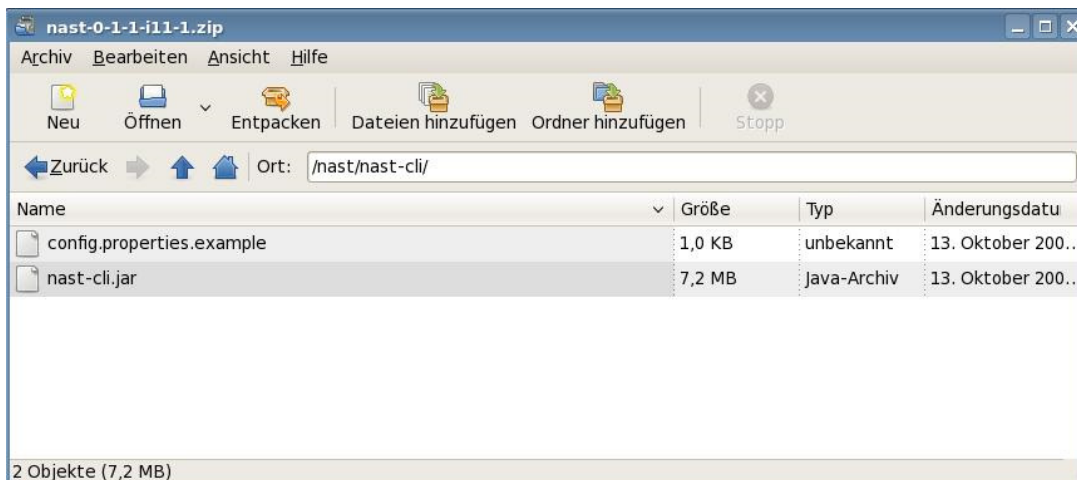 nast-0-1-1-i11-1.zip
Archiv Bearbeiten Ansicht Hilfe
Neu Öffnen Entpacken Dateien hinzufügen Ordner hinzufügen Stopp
Zurück Ort: /nast/nast-cli/
Name Größe Typ Änderungsdatu
config.properties.example 1,0 KB unbekannt 13. Oktober 200..
nast-cli.jar 7,2 MB Java-Archiv 13. Oktober 200..
2 Objekte (7,2 MB)